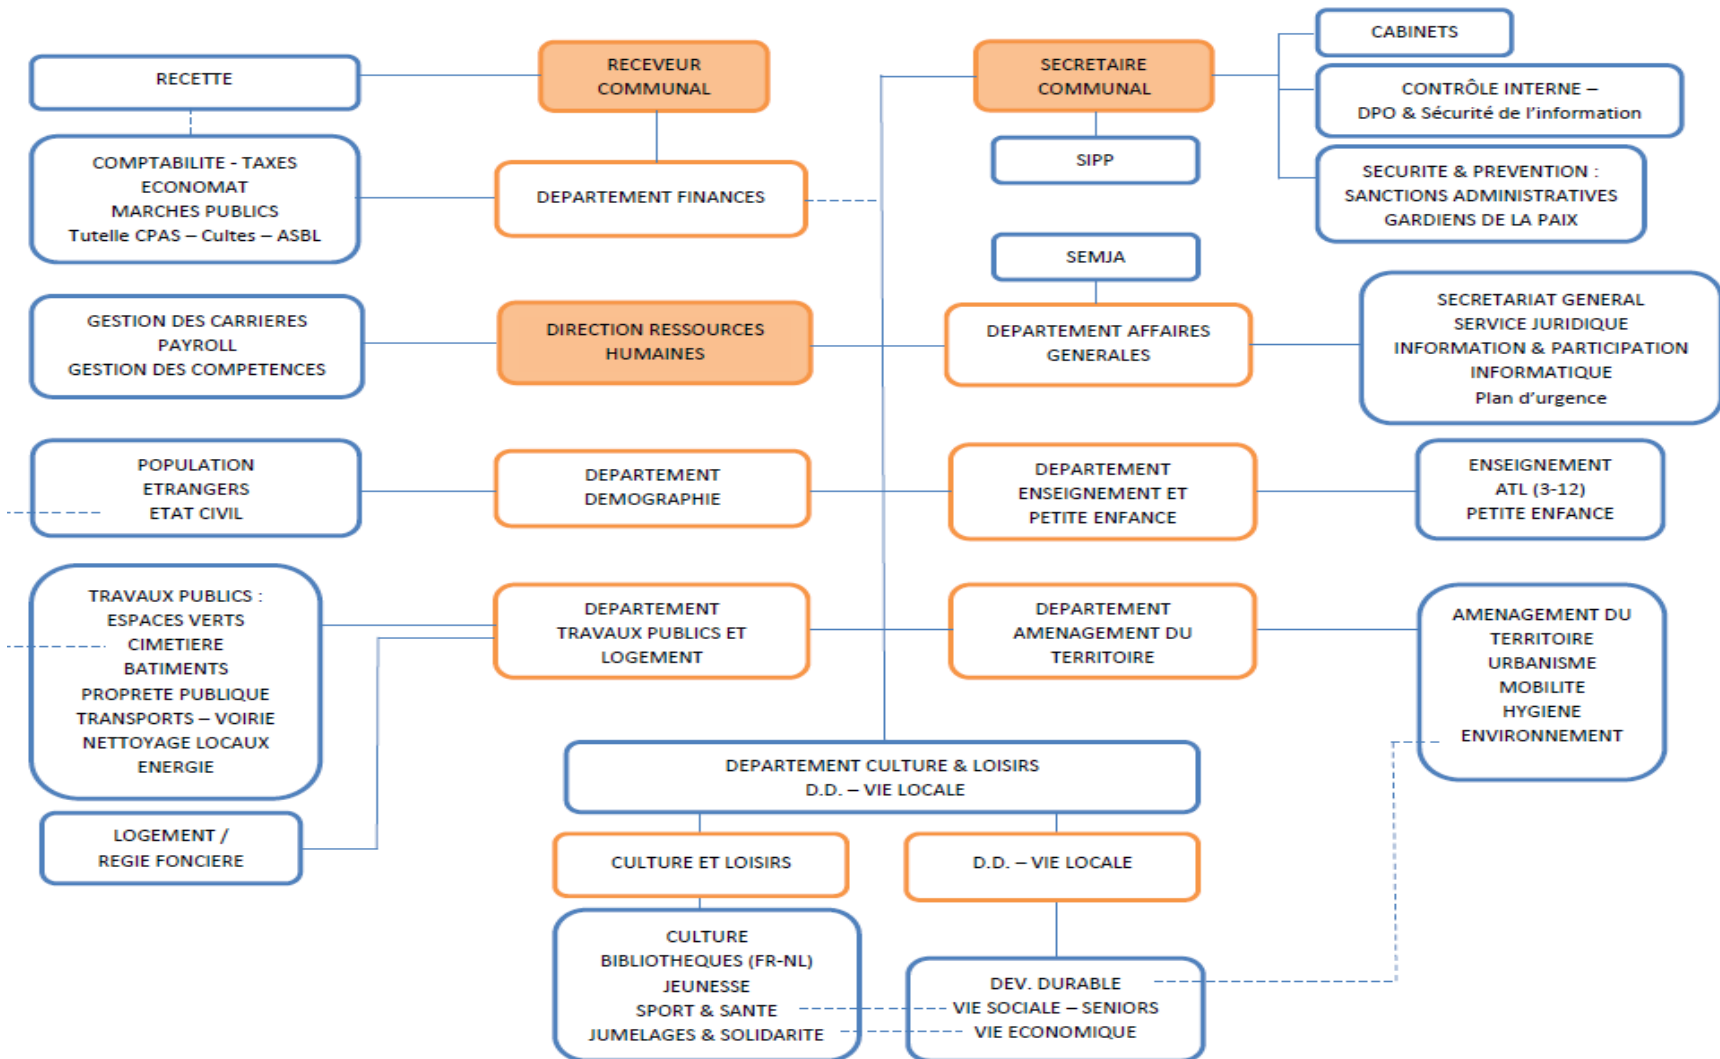 RECETTE
RECEVEUR
COMMUNAL
SECRETAIRE
COMMUNAL
CABINETS
CONTRÔLE INTERNE –
DPO & Sécurité de l'information
SIPP
SECURITE & PREVENTION :
SANCTIONS ADMINISTRATIVES
GARDIENS DE LA PAIX
COMPTABILITE - TAXES
ECONOMAT
MARCHES PUBLICS
Tutelle CPAS – Cultes – ASBL
DEPARTEMENT FINANCES
SEMJA
GESTION DES CARRIERES
PAYROLL
GESTION DES COMPETENCES
DIRECTION RESSOURCES
HUMAINES
DEPARTEMENT AFFAIRES
GENERALES
SECRETARIAT GENERAL
SERVICE JURIDIQUE
INFORMATION & PARTICIPATION
INFORMATIQUE
Plan d'urgence
POPULATION
ETRANGERS
ETAT CIVIL
DEPARTEMENT
DEMOGRAPHIE
DEPARTEMENT
ENSEIGNEMENT ET
PETITE ENFANCE
ENSEIGNEMENT
ATL (3-12)
PETITE ENFANCE
TRAVAUX PUBLICS :
ESPACES VERTS
CIMETIERE
BATIMENTS
PROPRETE PUBLIQUE
TRANSPORTS – VOIRIE
NETTOYAGE LOCAUX
ENERGIE
DEPARTEMENT
TRAVAUX PUBLICS ET
LOGEMENT
DEPARTEMENT
AMENAGEMENT DU
TERRITOIRE
AMENAGEMENT DU
TERRITOIRE
URBANISME
MOBILITE
HYGIENE
ENVIRONNEMENT
DEPARTEMENT CULTURE & LOISIRS
D.D. – VIE LOCALE
LOGEMENT /
REGIE FONCIERE
CULTURE ET LOISIRS
D.D. – VIE LOCALE
CULTURE
BIBLIOTHEQUES (FR-NL)
JEUNESSE
SPORT & SANTE
JUMELAGES & SOLIDARITE
DEV. DURABLE
VIE SOCIALE – SENIORS
VIE ECONOMIQUE